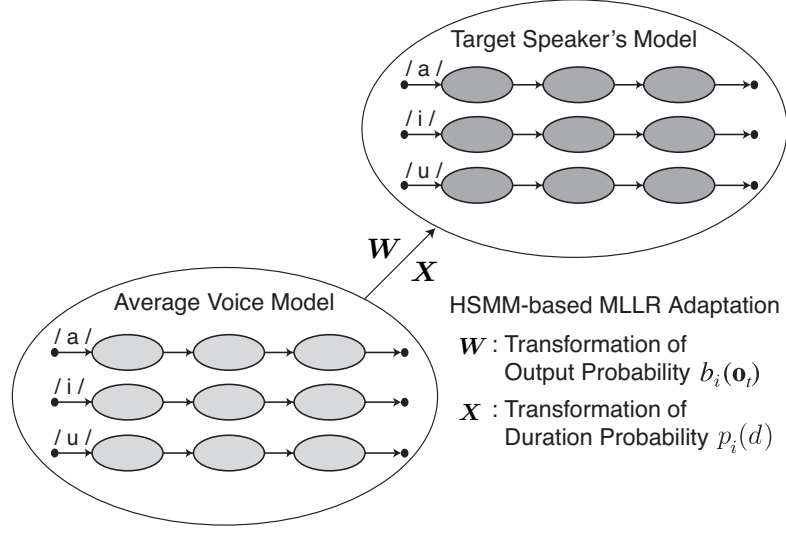 Target Speaker's Model
/ a /
/ i /
/ u /
W
X
Average Voice Model
/ a /
/ i /
/ u /
HSMM-based MLLR Adaptation
W : Transformation of
Output Probability b_i(o_t)
X : Transformation of
Duration Probability p_i(d)